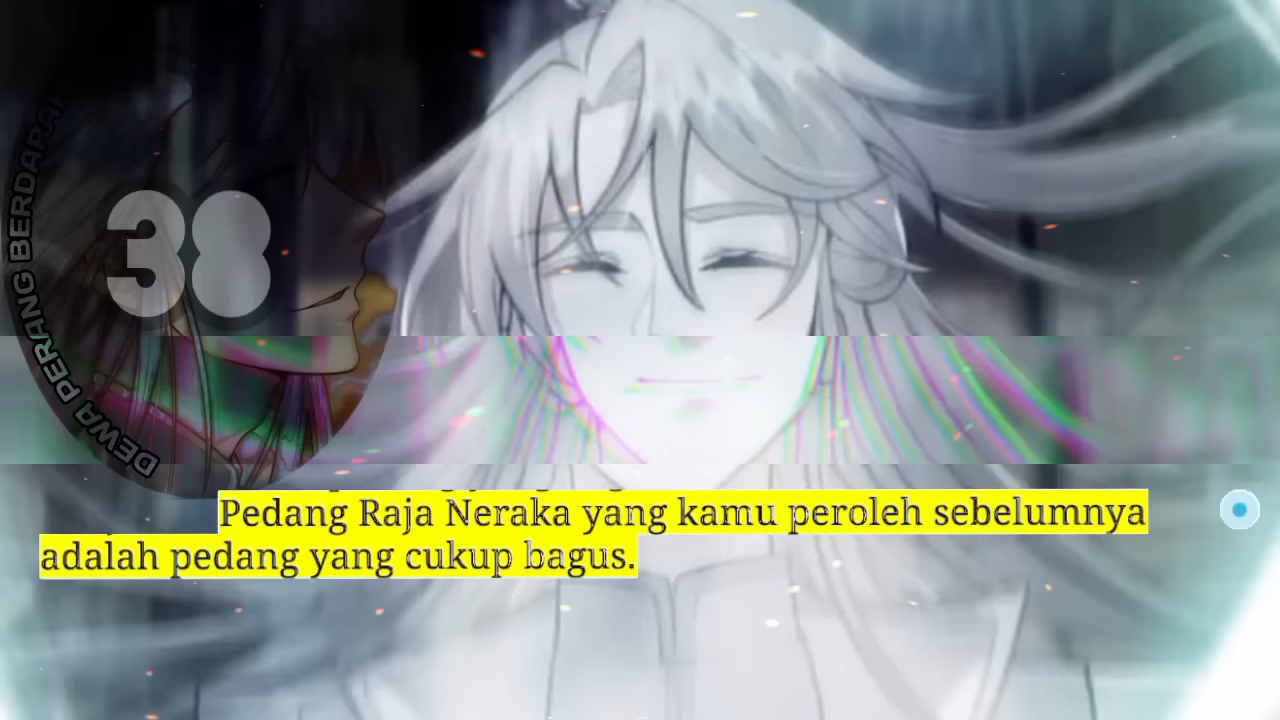 DEWA PERANG BERDARAH
38
Pedang Raja Neraka yang kamu peroleh sebelumnya
adalah pedang yang cukup bagus.